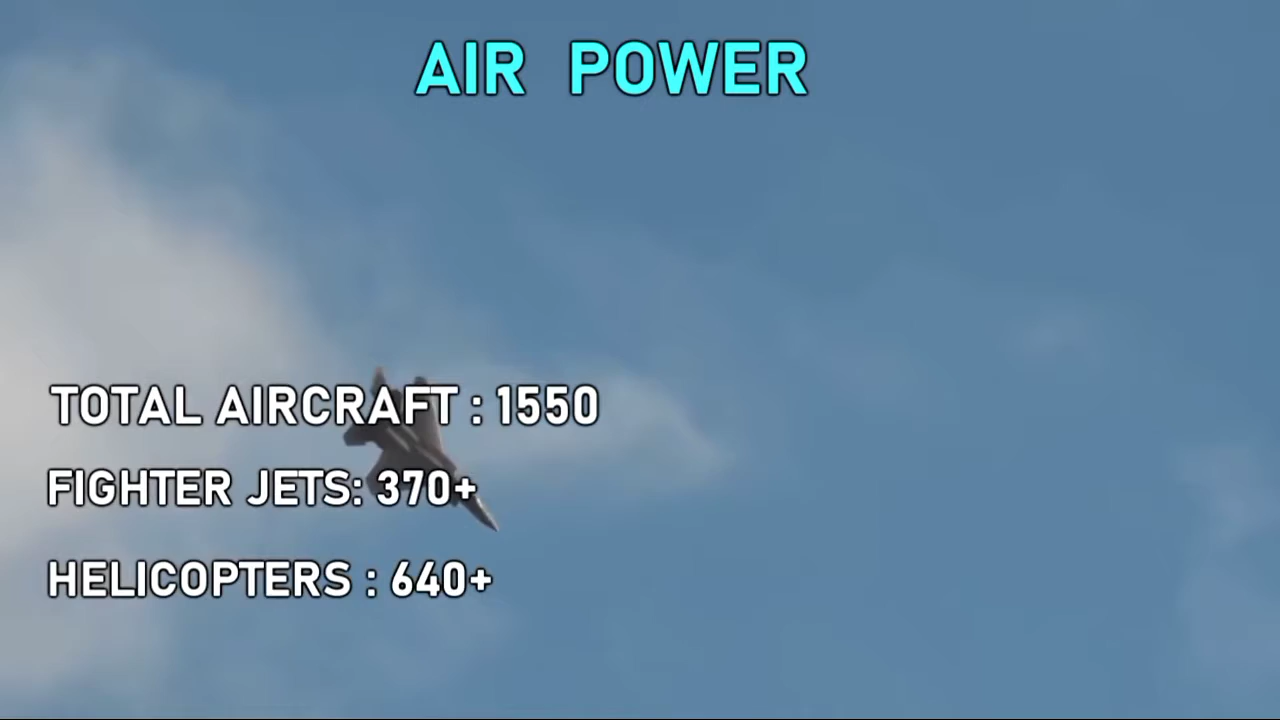 AIR POWER
TOTAL AIRCRAFT : 1550
FIGHTER JETS: 370+
HELICOPTERS : 640+